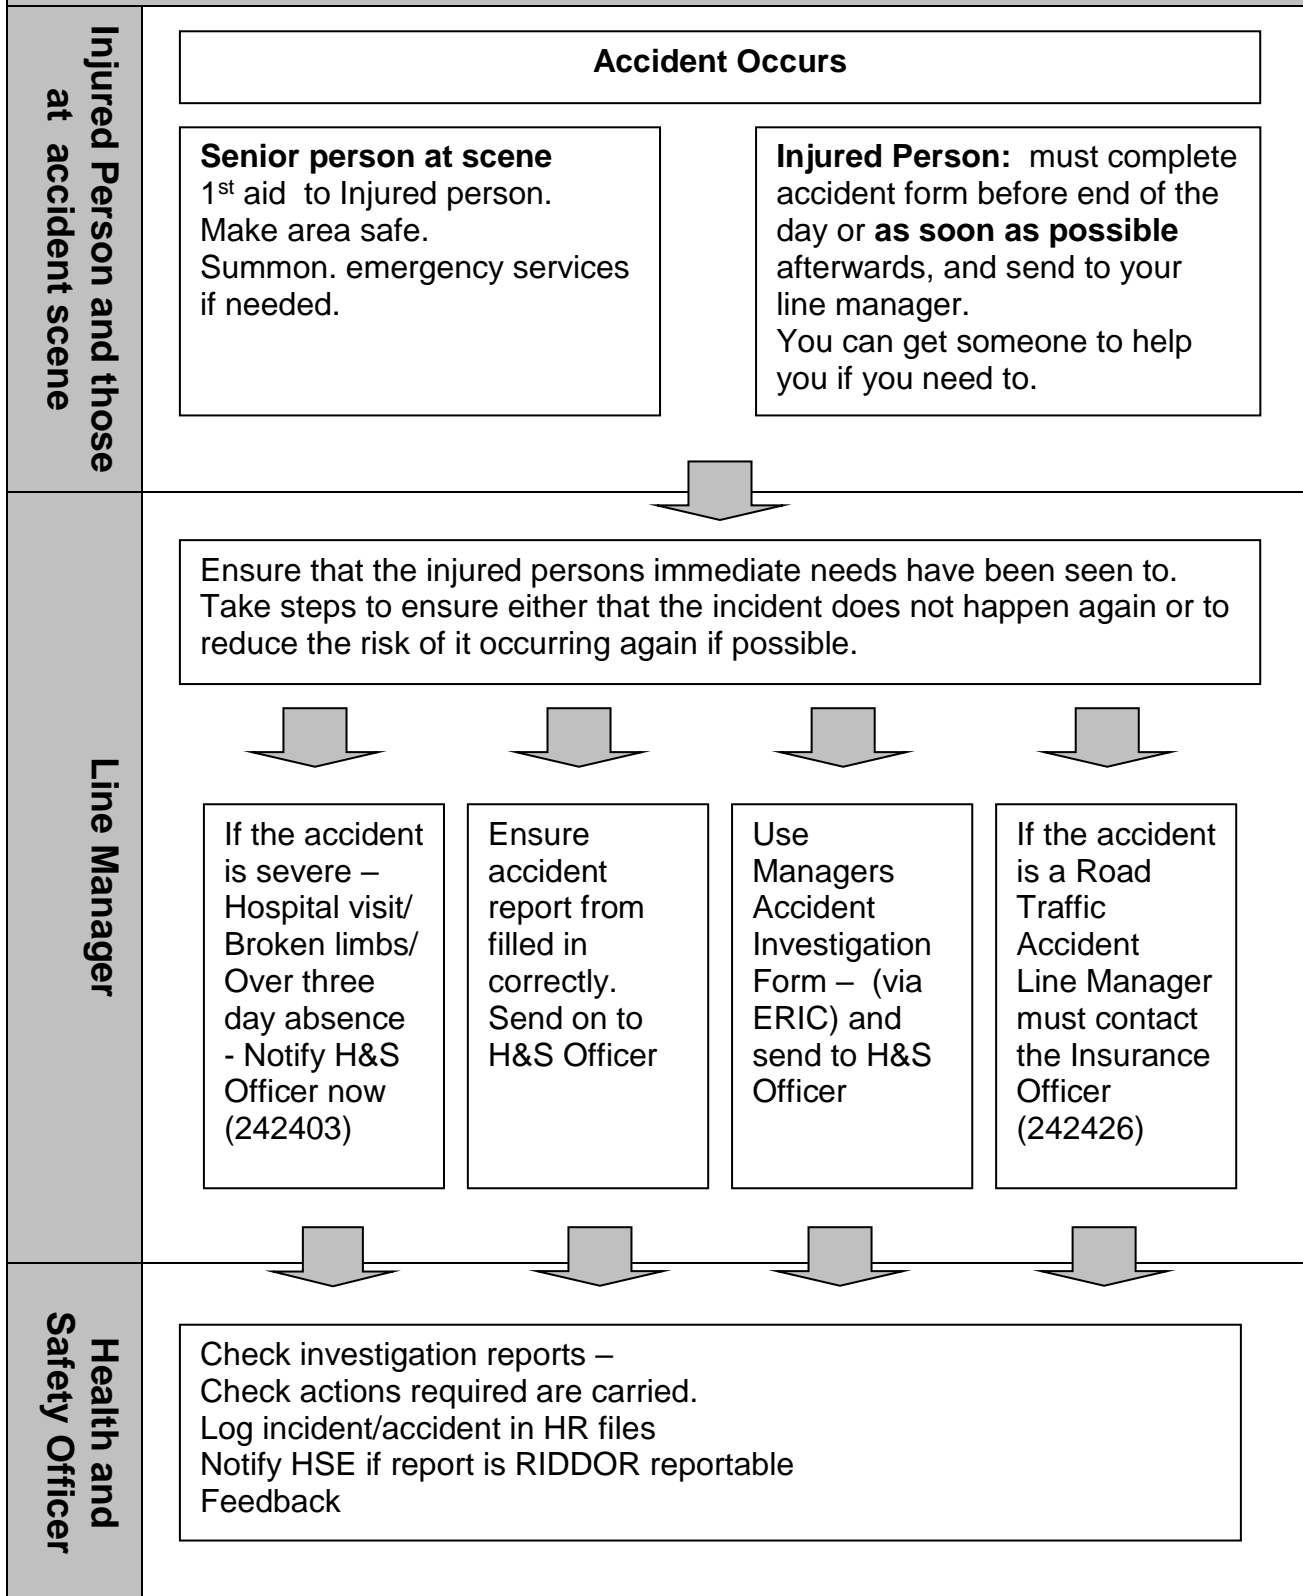 Injured Person and those
at accident scene
Accident Occurs
Senior person at scene
1st aid to Injured person.
Make area safe.
Summon. emergency services
if needed.
Injured Person: must complete
accident form before end of the
day or as soon as possible
afterwards, and send to your
line manager.
You can get someone to help
you if you need to.
Line Manager
Ensure that the injured persons immediate needs have been seen to.
Take steps to ensure either that the incident does not happen again or to
reduce the risk of it occurring again if possible.
If the accident
is severe –
Hospital visit/
Broken limbs/
Over three
day absence
- Notify H&S
Officer now
(242403)
Ensure
accident
report from
filled in
correctly.
Send on to
H&S Officer
Use
Managers
Accident
Investigation
Form – (via
ERIC) and
send to H&S
Officer
If the accident
is a Road
Traffic
Accident
Line Manager
must contact
the Insurance
Officer
(242426)
Health and
Safety Officer
Check investigation reports –
Check actions required are carried.
Log incident/accident in HR files
Notify HSE if report is RIDDOR reportable
Feedback